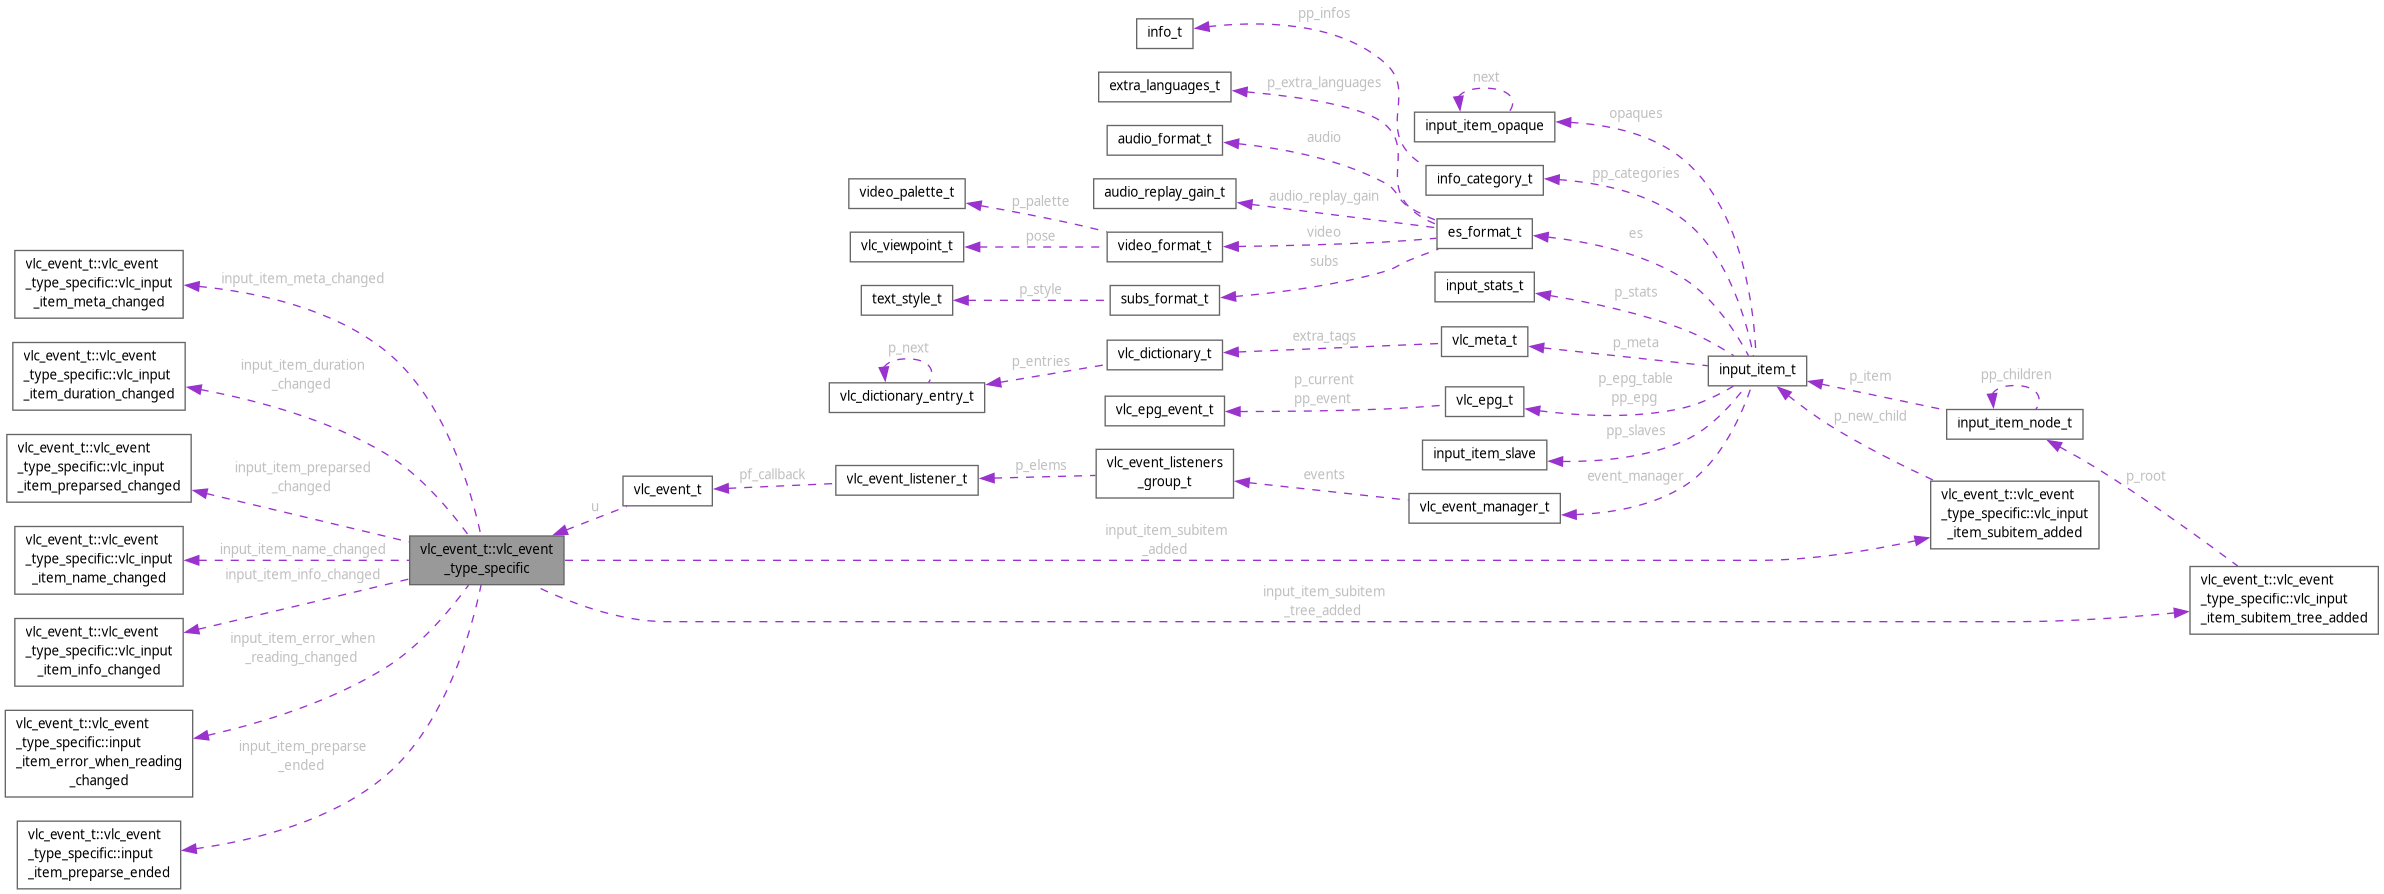 pp_infos
info_t
extra_languages_t
p_extra_languages
next
input_item_opaque
opaques
audio_format_t
audio
info_category_t
pp_categories
video_palette_t
p_palette
audio_replay_gain_t
audio_replay_gain
es_format_t
es
vlc_viewpoint_t
pose
video_format_t
video
subs
text_style_t
p_style
subs_format_t
input_stats_t
p_stats
p_next
vlc_dictionary_entry_t
p_entries
vlc_dictionary_t
extra_tags
vlc_meta_t
p_meta
input_item_t
p_item
pp_children
input_item_node_t
vlc_epg_event_t
p_current
pp_event
vlc_epg_t
p_epg_table
pp_epg
p_new_child
input_item_slave
pp_slaves
vlc_event_t
pf_callback
vlc_event_listener_t
p_elems
vlc_event_listeners
_group_t
events
vlc_event_manager_t
event_manager
p_root
vlc_event_t::vlc_event
_type_specific::vlc_input
_item_subitem_added
vlc_event_t::vlc_event
_type_specific::vlc_input
_item_subitem_tree_added
input_item_subitem
_added
input_item_subitem
_tree_added
u
vlc_event_t::vlc_event
_type_specific
vlc_event_t::vlc_event
_type_specific::vlc_input
_item_meta_changed
input_item_meta_changed
vlc_event_t::vlc_event
_type_specific::vlc_input
_item_duration_changed
input_item_duration
_changed
vlc_event_t::vlc_event
_type_specific::vlc_input
_item_preparsed_changed
input_item_preparsed
_changed
vlc_event_t::vlc_event
_type_specific::vlc_input
_item_name_changed
input_item_name_changed
input_item_info_changed
vlc_event_t::vlc_event
_type_specific::vlc_input
_item_info_changed
input_item_error_when
_reading_changed
vlc_event_t::vlc_event
_type_specific::input
_item_error_when_reading
_changed
input_item_preparse
_ended
vlc_event_t::vlc_event
_type_specific::input
_item_preparse_ended